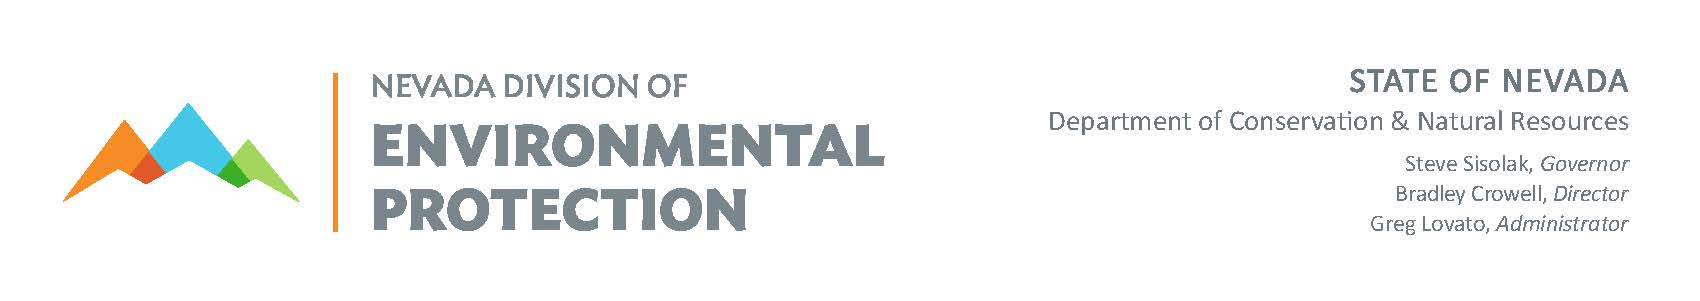 NEVADA DIVISION OF
ENVIRONMENTAL
PROTECTION
STATE OF NEVADA
Department of Conservation & Natural Resources
Steve Sisolak, Governor
Bradley Crowell, Director
Greg Lovato, Administrator